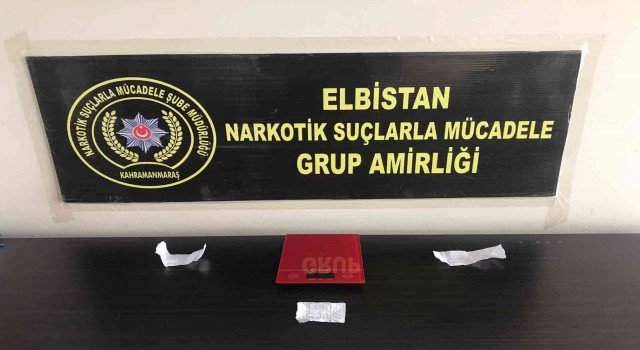 NARKOTİK SUÇLARLA MÜCADELE ŞUBE MÜDÜRLÜĞÜ
KAHRAMANMARAŞ
ELBİSTAN
NARKOTİK SUÇLARLA MÜCADELE
GRUP AMİRLİĞİ
GRUP